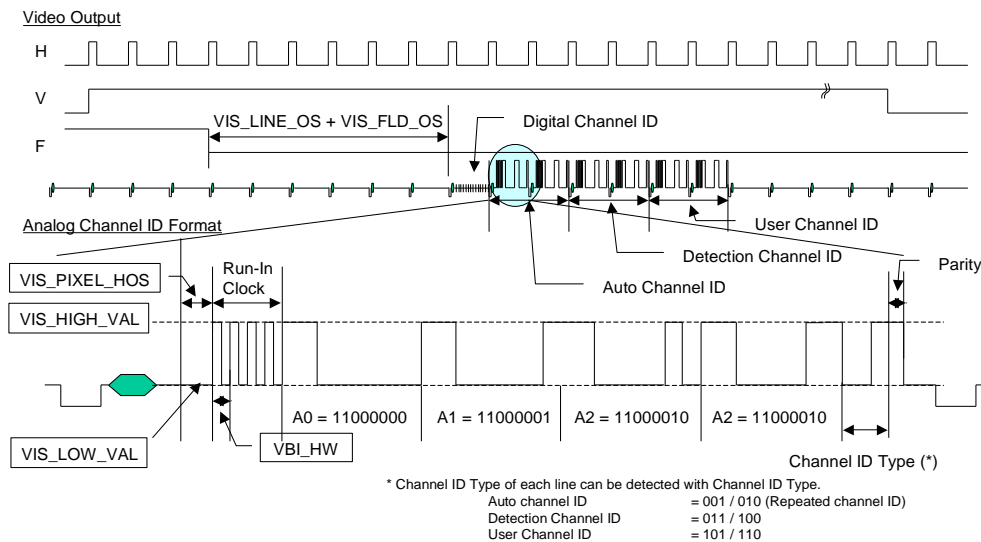 Video Output
H
V
VIS_LINE_OS + VIS_FLD_OS
Digital Channel ID
F
Analog Channel ID Format
User Channel ID
Detection Channel ID
Auto Channel ID
Parity
VIS_PIXEL_HOS
Run-In
Clock
VIS_HIGH_VAL
A0 = 11000000
A1 = 11000001
A2 = 11000010
A2 = 11000010
VIS_LOW_VAL
VBI_HW
Channel ID Type (*)
* Channel ID Type of each line can be detected with Channel ID Type.
Auto channel ID = 001 / 010 (Repeated channel ID)
Detection Channel ID = 011 / 100
User Channel ID = 101 / 110